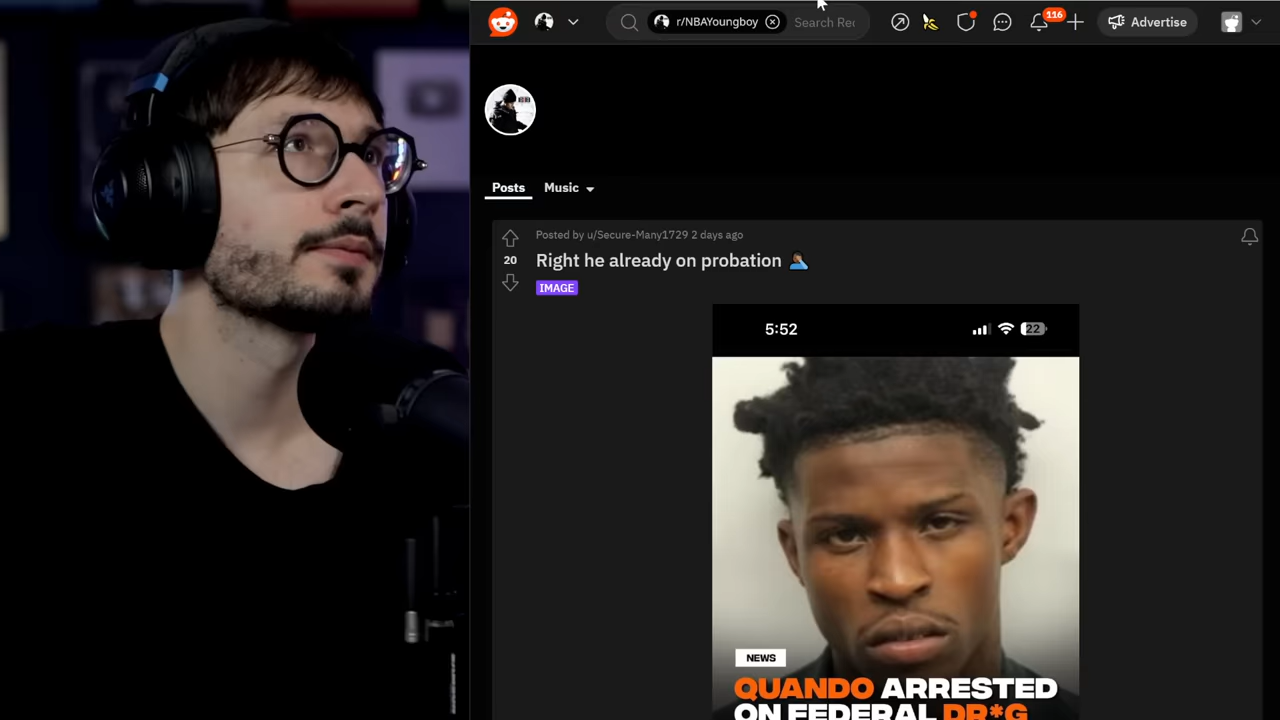 r/NBAYoungboy
Search Rec
116
Advertise
Posts Music
Posted by u/Secure-Many1729 2 days ago
20
Right he already on probation
IMAGE
5:52
22
NEWS
QUANDO ARRESTED
ON FEDERAL DR*G